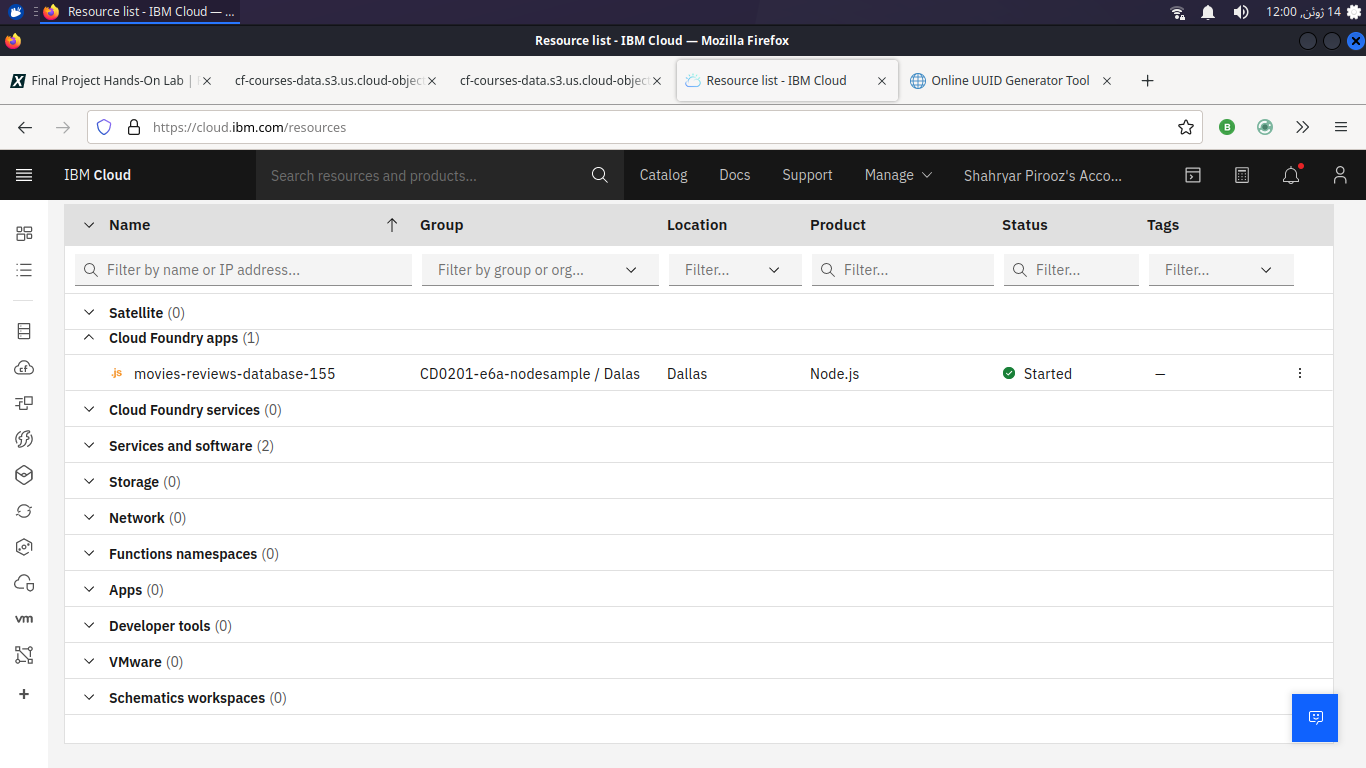 Resource list - IBM Cloud — ...
14 ژوئن, 12:00
Resource list - IBM Cloud — Mozilla Firefox
Final Project Hands-On Lab |
cf-courses-data.s3.us.cloud-object
cf-courses-data.s3.us.cloud-object
Resource list - IBM Cloud
Online UUID Generator Tool
https://cloud.ibm.com/resources
IBM Cloud
Search resources and products...
Catalog
Docs
Support
Manage
Shahryar Pirooz's Acco...
Name
Group
Location
Product
Status
Tags
Filter by name or IP address...
Filter by group or org...
Filter...
Filter...
Filter...
Filter...
Satellite (0)
Cloud Foundry apps (1)
.js movies-reviews-database-155
CD0201-e6a-nodesample / Dalas
Dallas
Node.js
Started
—
Cloud Foundry services (0)
Services and software (2)
Storage (0)
Network (0)
Functions namespaces (0)
Apps (0)
Developer tools (0)
VMware (0)
Schematics workspaces (0)
cf
vm
B